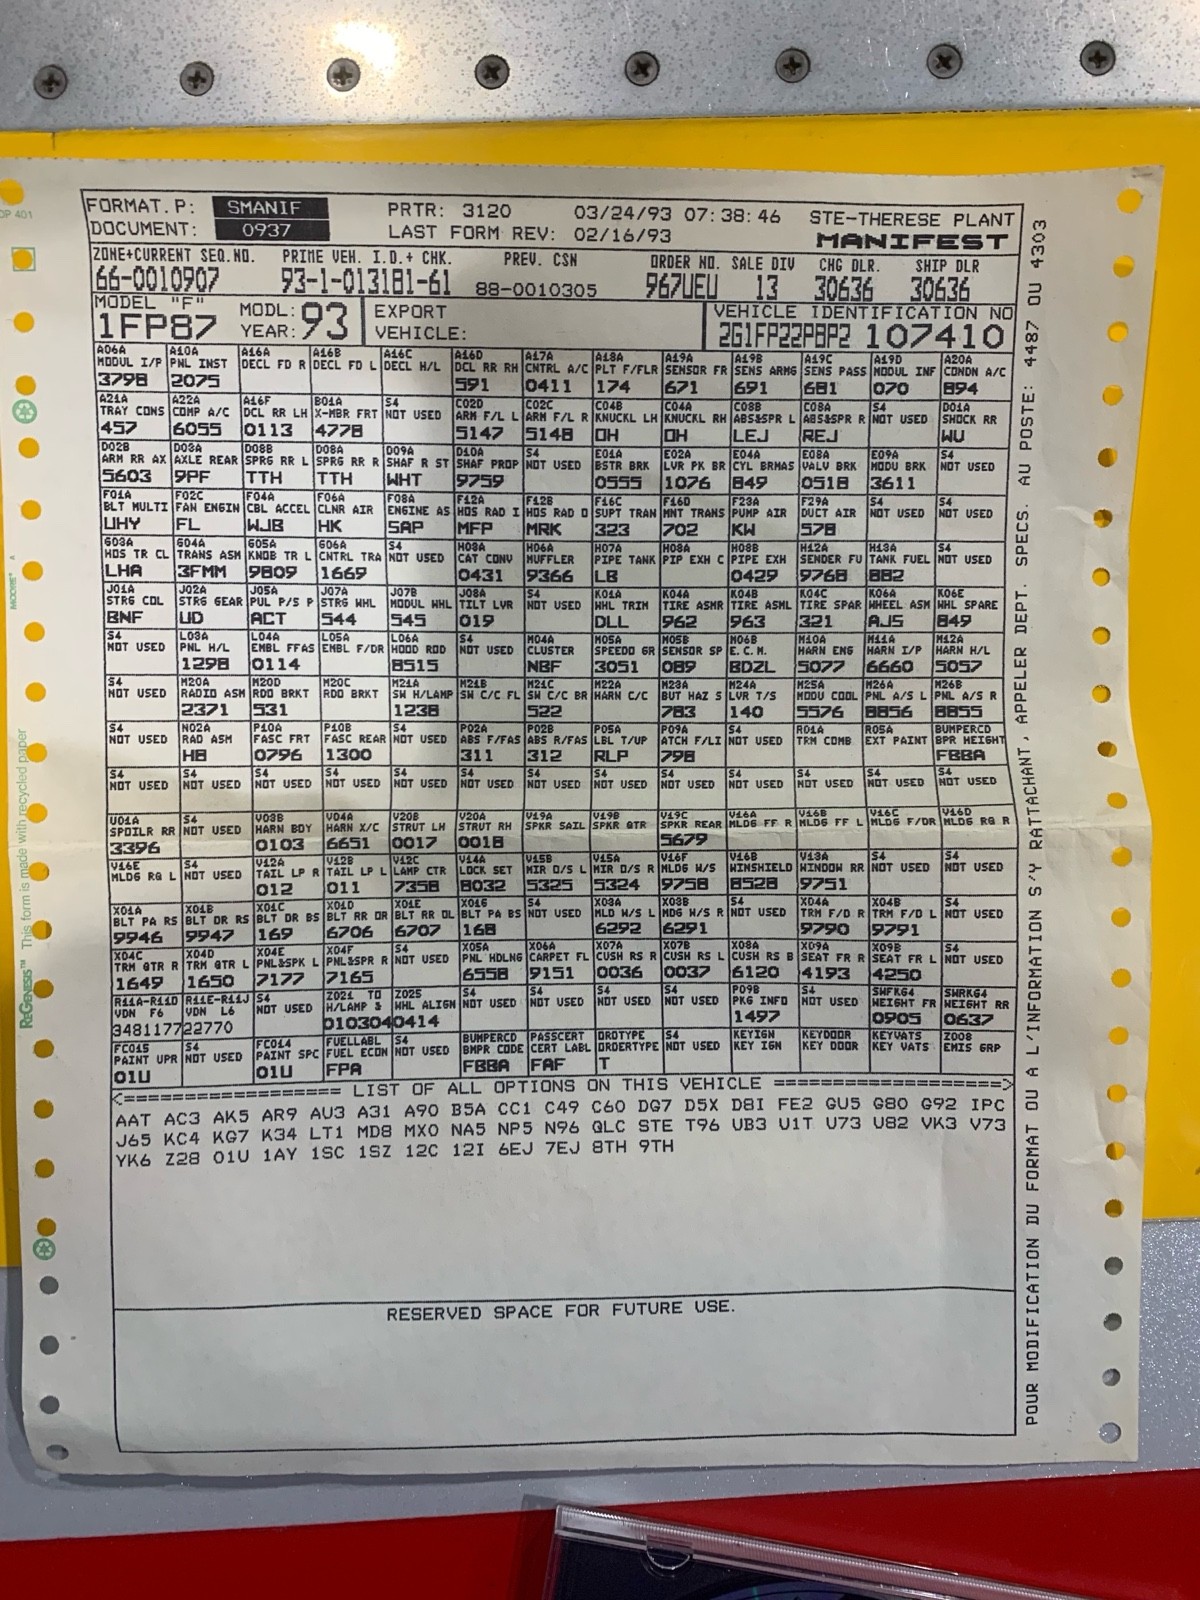 FORMAT. P: SMANIF PRTR: 3120 03/24/93 07:38:46 STE-THERESE PLANT
DOCUMENT: 0937 LAST FORM REV: 02/16/93 MANIFEST
ZONE+CURRENT SEQ.NO. PRIME VEH. I.D.+ CHK. PREV. CSN ORDER NO. SALE DIV CHG DLR. SHIP DLR
66-0010907 93-1-013181-61 88-0010305 967UEU 13 30636 30636
MODEL "F" MODL: 93 EXPORT VEHICLE IDENTIFICATION NO
1FP87 YEAR: VEHICLE: 2G1FP22P8P2 107410
A06A A10A A16A A16B A16C A16D A17A A18A A19A A19B A19C A19D A20A
MODUL I/P PNL INST DECL FD R DECL FD L DECL H/L DCL RR RH CNTRL A/C PLT F/FLR SENSOR FR SENS ARMG SENS PASS MODUL INF CONDN A/C
3798 2075 591 0411 174 671 691 681 070 894
A21A A22A A16F B01A S4 C02D C02C C04B C04A C08B C08A S4 D01A
TRAY CONS COMP A/C DCL RR LH X-MBR FRT NOT USED ARM F/L L ARM F/L R KNUCKL LH KNUCKL RH ABS&SPR L ABS&SPR R NOT USED SHOCK RR
457 6055 0113 4778 5147 5148 DH DH LEJ REJ WU
D02B D03A D08B D08A D09A D10A S4 E01A E02A E04A E08A E09A S4
ARM RR AX AXLE REAR SPRG RR L SPRG RR R SHAF R ST SHAF PROP NOT USED BSTR BRK LVR PK BR CYL BRMAS VALV BRK MODU BRK NOT USED
5603 9PF TTH TTH WHT 9759 0555 1076 849 0518 3611
F01A F02C F04A F06A F08A F12A F12B F16C F16D F23A F29A S4 S4
BLT MULTI FAN ENGIN CBL ACCEL CLNR AIR ENGINE AS HOS RAD I HOS RAD O SUPT TRAN MNT TRANS PUMP AIR DUCT AIR NOT USED NOT USED
UHY FL WJB HK SAP MFP MRK 323 702 KW 578
G03A G04A G05A G06A S4 H03A H06A H07A H08A H08B H12A H13A S4
HOS TR CL TRANS ASM KNOB TR L CNTRL TRA NOT USED CAT CONV MUFFLER PIPE TANK PIP EXH C PIPE EXH SENDER FU TANK FUEL NOT USED
LHA 3FMM 9809 1669 0431 9366 LB 0429 9768 882
J01A J02A J05A J07A J07B J08A S4 K01A K04A K04B K04C K06A K06E
STRG COL STRG GEAR PUL P/S P STRG WHL MODUL WHL TILT LVR NOT USED WHL TRIM TIRE ASMR TIRE ASML TIRE SPAR WHEEL ASM WHL SPARE
BNF UD ACT 544 545 019 DLL 962 963 321 AJS 849
S4 L03A L04A L05A L06A S4 M04A M05A M05B M06B M10A M11A M12A
NOT USED PNL H/L EMBL FFAS EMBL F/DR HOOD ROD NOT USED CLUSTER SPEEDO GR SENSOR SP E. C. M. HARN ENG HARN I/P HARN H/L
1298 0114 8515 NBF 3051 089 BDZL 5077 6660 5057
S4 M20A M20D M20C M21A M21B M21C M22A M23A M24A M25A M26A M26B
NOT USED RADIO ASM RDO BRKT RDO BRKT SW H/LAMP SW C/C FL SW C/C BR HARN C/C BUT HAZ S LVR T/S MODU COOL PNL A/S L PNL A/S R
2371 531 1238 522 783 140 5576 8856 8855
S4 N02A P10A P10B S4 P02A P02B P05A P09A S4 R01A R05A BUMPERCD
NOT USED RAD ASM FASC FRT FASC REAR NOT USED ABS F/FAS ABS R/FAS LBL T/UP ATCH F/LI NOT USED TRM COMB. EXT PAINT BPR HEIGHT
HB 0796 1300 311 312 RLP 798 FBBA
S4 S4 S4 S4 S4 S4 S4 S4 S4 S4 S4 S4 S4
NOT USED NOT USED NOT USED NOT USED NOT USED NOT USED NOT USED NOT USED NOT USED NOT USED NOT USED NOT USED NOT USED
U01A S4 V03B V04A V20B V20A V19A V19B V19C V16A V16B V16C V16D
SPOILR RR NOT USED HARN BDY HARN X/C STRUT LH STRUT RH SPKR SAIL SPKR QTR SPKR REAR MLDG FF R MLDG FF L MLDG F/DR MLDG RQ R
3396 0103 6651 0017 0018 5679
V16E S4 V12A V12B V12C V14A V15B V15A V16F V16B V13A S4 S4
MLDG RQ L NOT USED TAIL LP R TAIL LP L LAMP CTR LOCK SET MIR O/S L MIR O/S R MLDG W/S WINSHIELD WINDOW RR NOT USED NOT USED
012 011 7358 8032 5325 5324 9758 8528 9751
X01A X01B X01C X01D X01E X01G S4 X03A X03B S4 X04A X04B S4
BLT PA RS BLT DR RS BLT DR BS BLT RR DR BLT RR DL BLT PA BS NOT USED MLD W/S L MDG W/S R NOT USED TRM F/D R TRM F/D L NOT USED
9946 9947 169 6706 6707 168 6292 6291 9790 9791
X04C X04D X04E X04F S4 X05A X06A X07A X07B X08A X09A X09B S4
TRM QTR R TRM QTR L PNL&SPK L PNL&SPK R NOT USED PNL HDLNG CARPET FL CUSH RS R CUSH RS L CUSH RS B SEAT FR R SEAT FR L NOT USED
1649 1650 7177 7165 6558 9151 0036 0037 6120 4193 4250
R11A-R11D R11E-R11J S4 Z021 TO Z025 S4 S4 S4 S4 P09B S4 SWFRG4 SWRKG4
VDN F6 VDN L6 NOT USED H/LAMP & WHL ALIGN NOT USED NOT USED NOT USED NOT USED PKG INFO NOT USED WEIGHT FR WEIGHT RR
348117722770 0103040414 1497 0905 0637
FC015 S4 FC014 FUELLABL S4 BUMPERCD PASSCERT OROTYPE S4 KEYIGN KEYDOOR KEYVATS Z008
PAINT UPR NOT USED PAINT SPC FUEL ECON NOT USED BMPR CODE CERT LABL ORDERTYPE NOT USED KEY IGN KEY DOOR KEY VATS EMIS GRP
01U 01U FPA FBBA FAF T
<==================== LIST OF ALL OPTIONS ON THIS VEHICLE ====================>
AAT AC3 AK5 AR9 AU3 A31 A90 B5A CC1 C49 C60 DG7 D5X D8I FE2 GU5 G80 G92 IPC
J65 KC4 KG7 K34 LT1 MD8 MX0 NA5 NP5 N96 QLC STE T96 UB3 U1T U73 U82 VK3 V73
YK6 Z28 01U 1AY 1SC 1SZ 12C 12I 6EJ 7EJ 8TH 9TH
RESERVED SPACE FOR FUTURE USE.
POUR MODIFICATION DU FORMAT OU A L'INFORMATION S'Y RATTACHANT, APPELER DEPT. SPECS. AU POSTE: 4487 OU 4303
DP 401
REGENESIS™ This form is made with recycled paper
MOORE